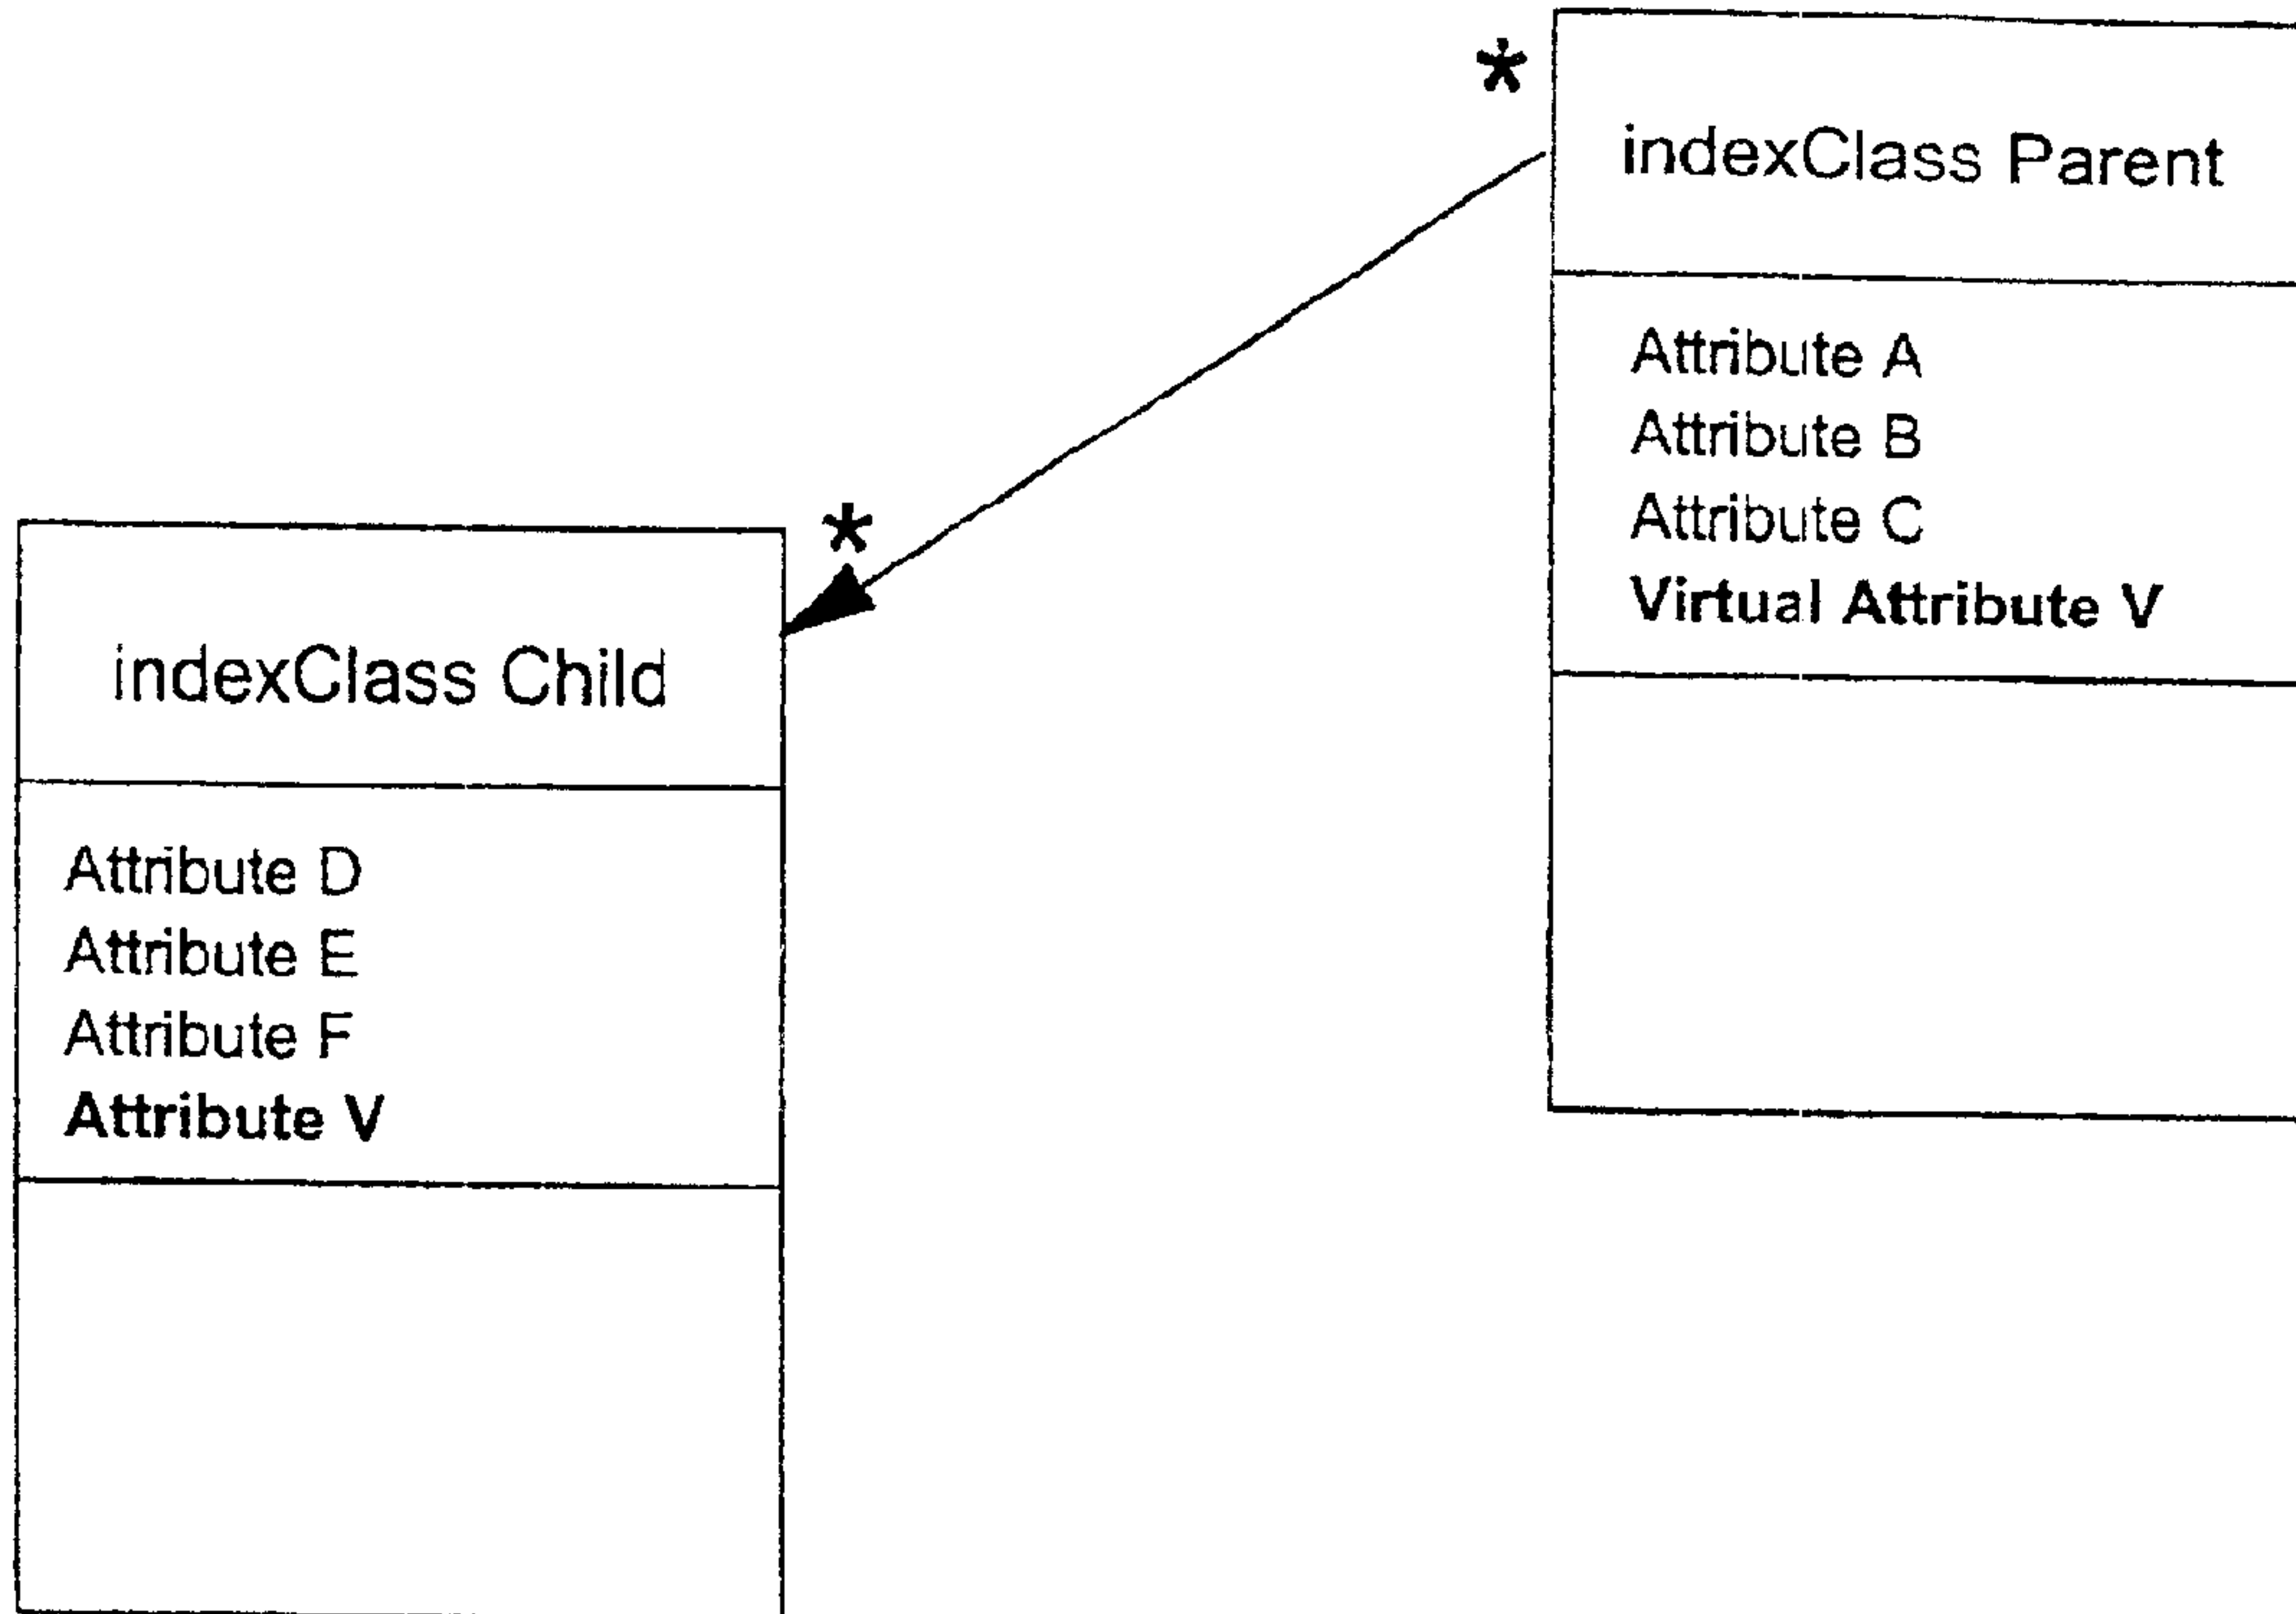 *
indexClass Parent
Attribute A
Attribute B
Attribute C
Virtual Attribute V
*
indexClass Child
Attribute D
Attribute E
Attribute F
Attribute V